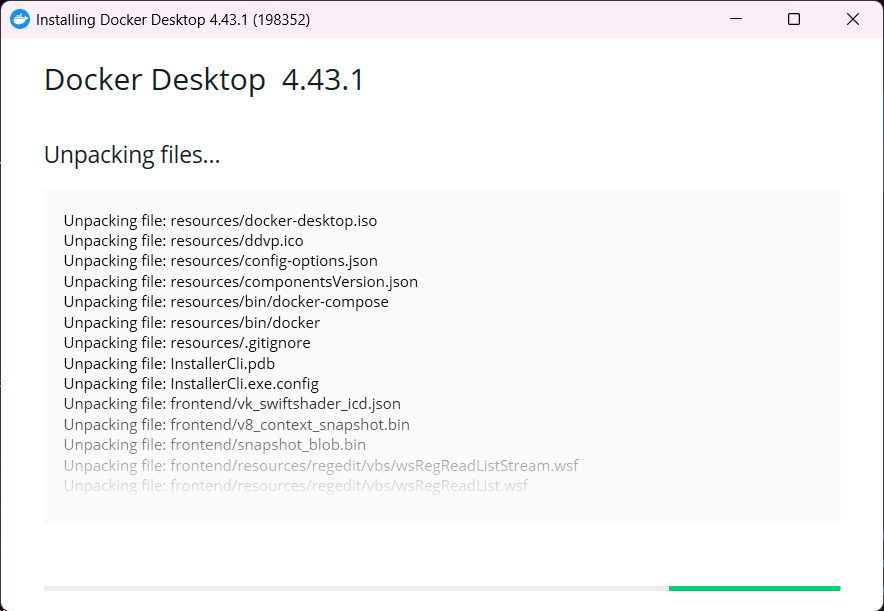 Installing Docker Desktop 4.43.1 (198352)
Docker Desktop 4.43.1
Unpacking files...
Unpacking file: resources/docker-desktop.iso
Unpacking file: resources/ddvp.ico
Unpacking file: resources/config-options.json
Unpacking file: resources/componentsVersion.json
Unpacking file: resources/bin/docker-compose
Unpacking file: resources/bin/docker
Unpacking file: resources/.gitignore
Unpacking file: InstallerCli.pdb
Unpacking file: InstallerCli.exe.config
Unpacking file: frontend/vk_swiftshader_icd.json
Unpacking file: frontend/v8_context_snapshot.bin
Unpacking file: frontend/snapshot_blob.bin
Unpacking file: frontend/resources/regedit/vbs/wsRegReadListStream.wsf
Unpacking file: frontend/resources/regedit/vbs/wsRegReadList.wsf